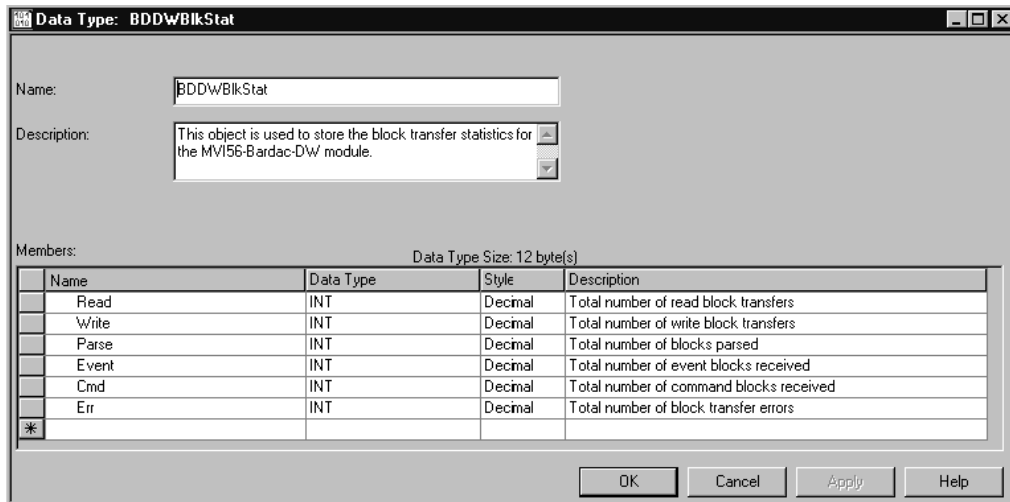 Data Type: BDDWBlkStat
Name: BDDWBlkStat
Description: This object is used to store the block transfer statistics for
the MVI56-Bardac-DW module.
Members: Data Type Size: 12 byte(s)
Name Data Type Style Description
Read INT Decimal Total number of read block transfers
Write INT Decimal Total number of write block transfers
Parse INT Decimal Total number of blocks parsed
Event INT Decimal Total number of event blocks received
Cmd INT Decimal Total number of command blocks received
Err INT Decimal Total number of block transfer errors
OK Cancel Apply Help